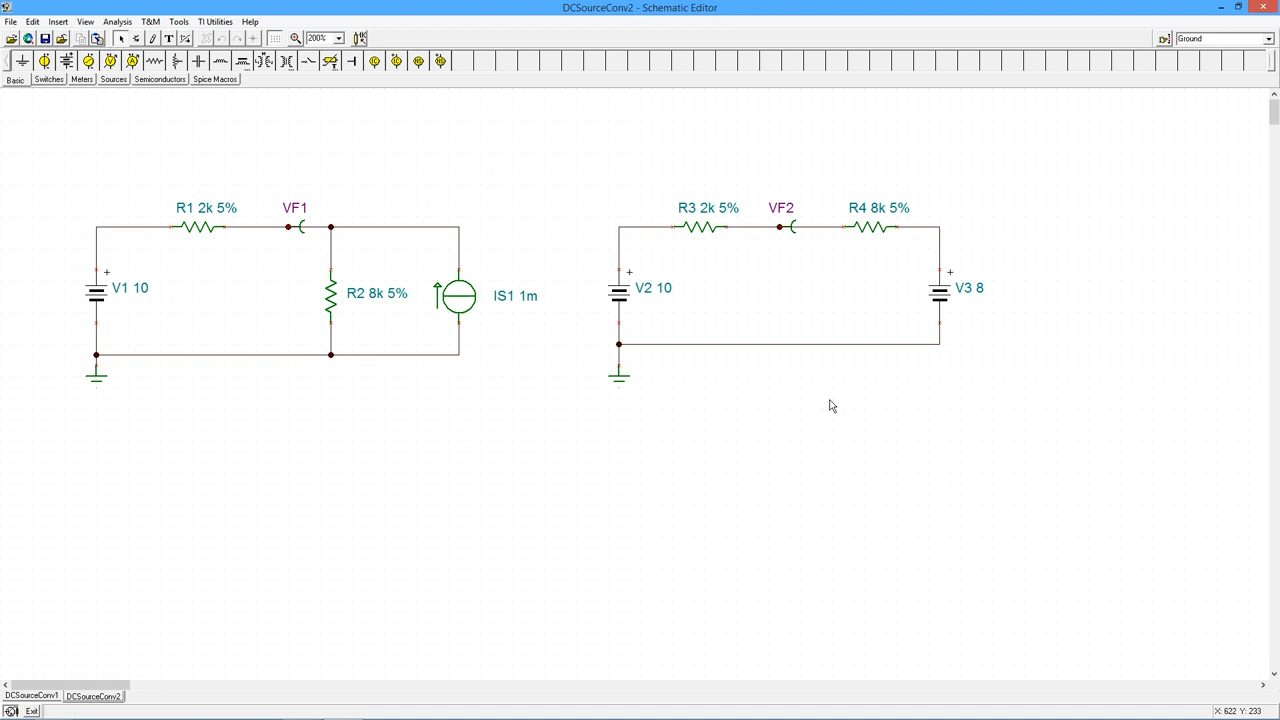 DCSourceConv2 - Schematic Editor
File Edit Insert View Analysis T&M Tools TI Utilities Help
T 200% Ground
Basic Switches Meters Sources Semiconductors Spice Macros
R1 2k 5% VF1 R3 2k 5% VF2 R4 8k 5%
+ + +
V1 10 R2 8k 5% IS1 1m V2 10 V3 8
DCSourceConv1 DCSourceConv2
Exit X: 622 Y: 233